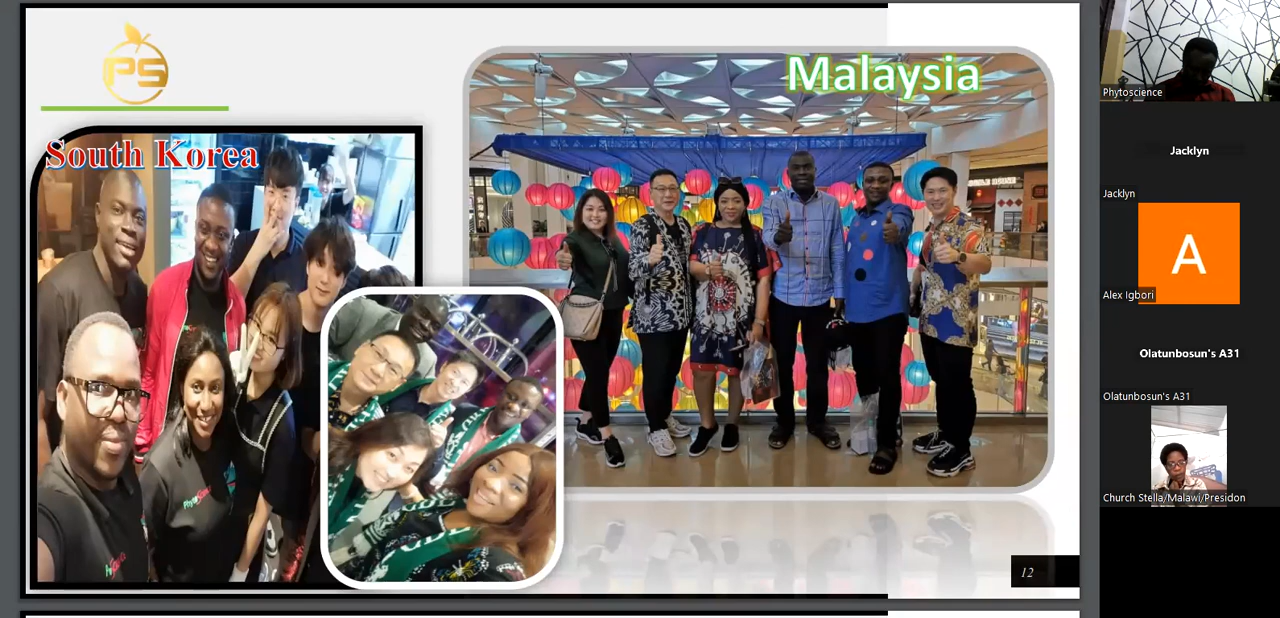 PS
Malaysia
South Korea
12
Phytoscience
Jacklyn
Jacklyn
A
Alex Igbori
Olatunbosun's A31
Olatunbosun's A31
Church Stella/Malawi/Presidon